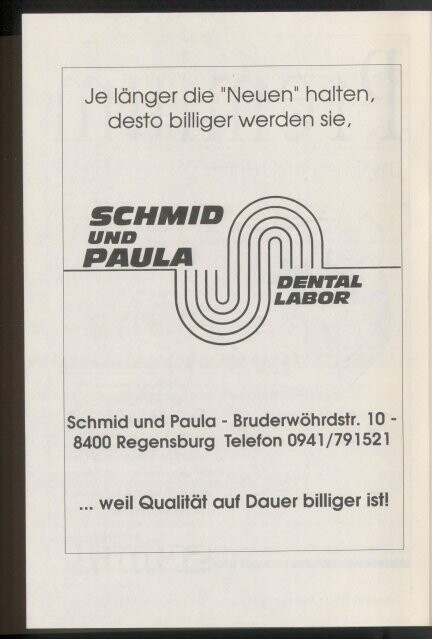 Je länger die "Neuen" halten,
desto billiger werden sie,
SCHMID
UND
PAULA
DENTAL
LABOR
Schmid und Paula - Bruderwöhrdstr. 10 -
8400 Regensburg Telefon 0941/791521
... weil Qualität auf Dauer billiger ist!